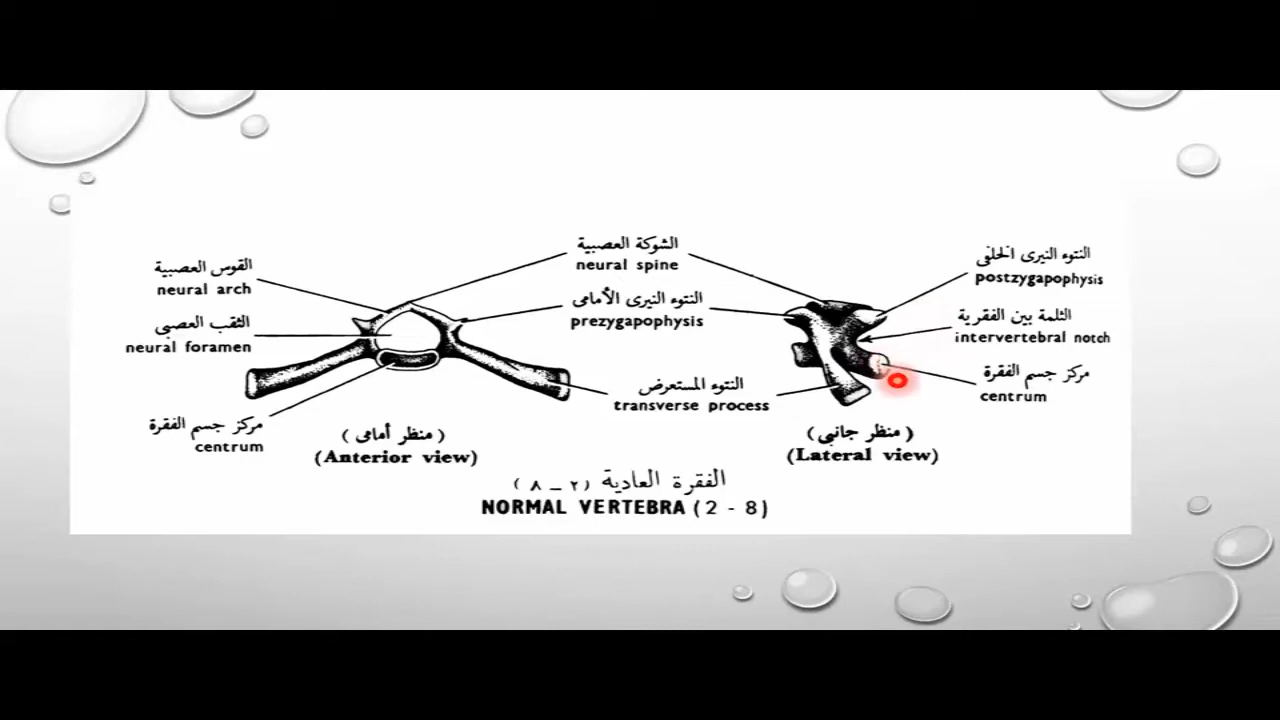 الشوكة العصبية
neural spine
القوس العصبية
neural arch
النتوء النيرى الأمامى
prezygapophysis
النتوء النيرى الخلفى
postzygapophysis
الثقب العصبى
neural foramen
الثلمة بين الفقرية
intervertebral notch
النتوء المستعرض
transverse process
مركز جسم الفقرة
centrum
مركز جسم الفقرة
centrum
( منظر أمامى )
(Anterior view)
( منظر جانبى )
(Lateral view)
الفقرة العادية (٢ – ٨)
NORMAL VERTEBRA (2 - 8)